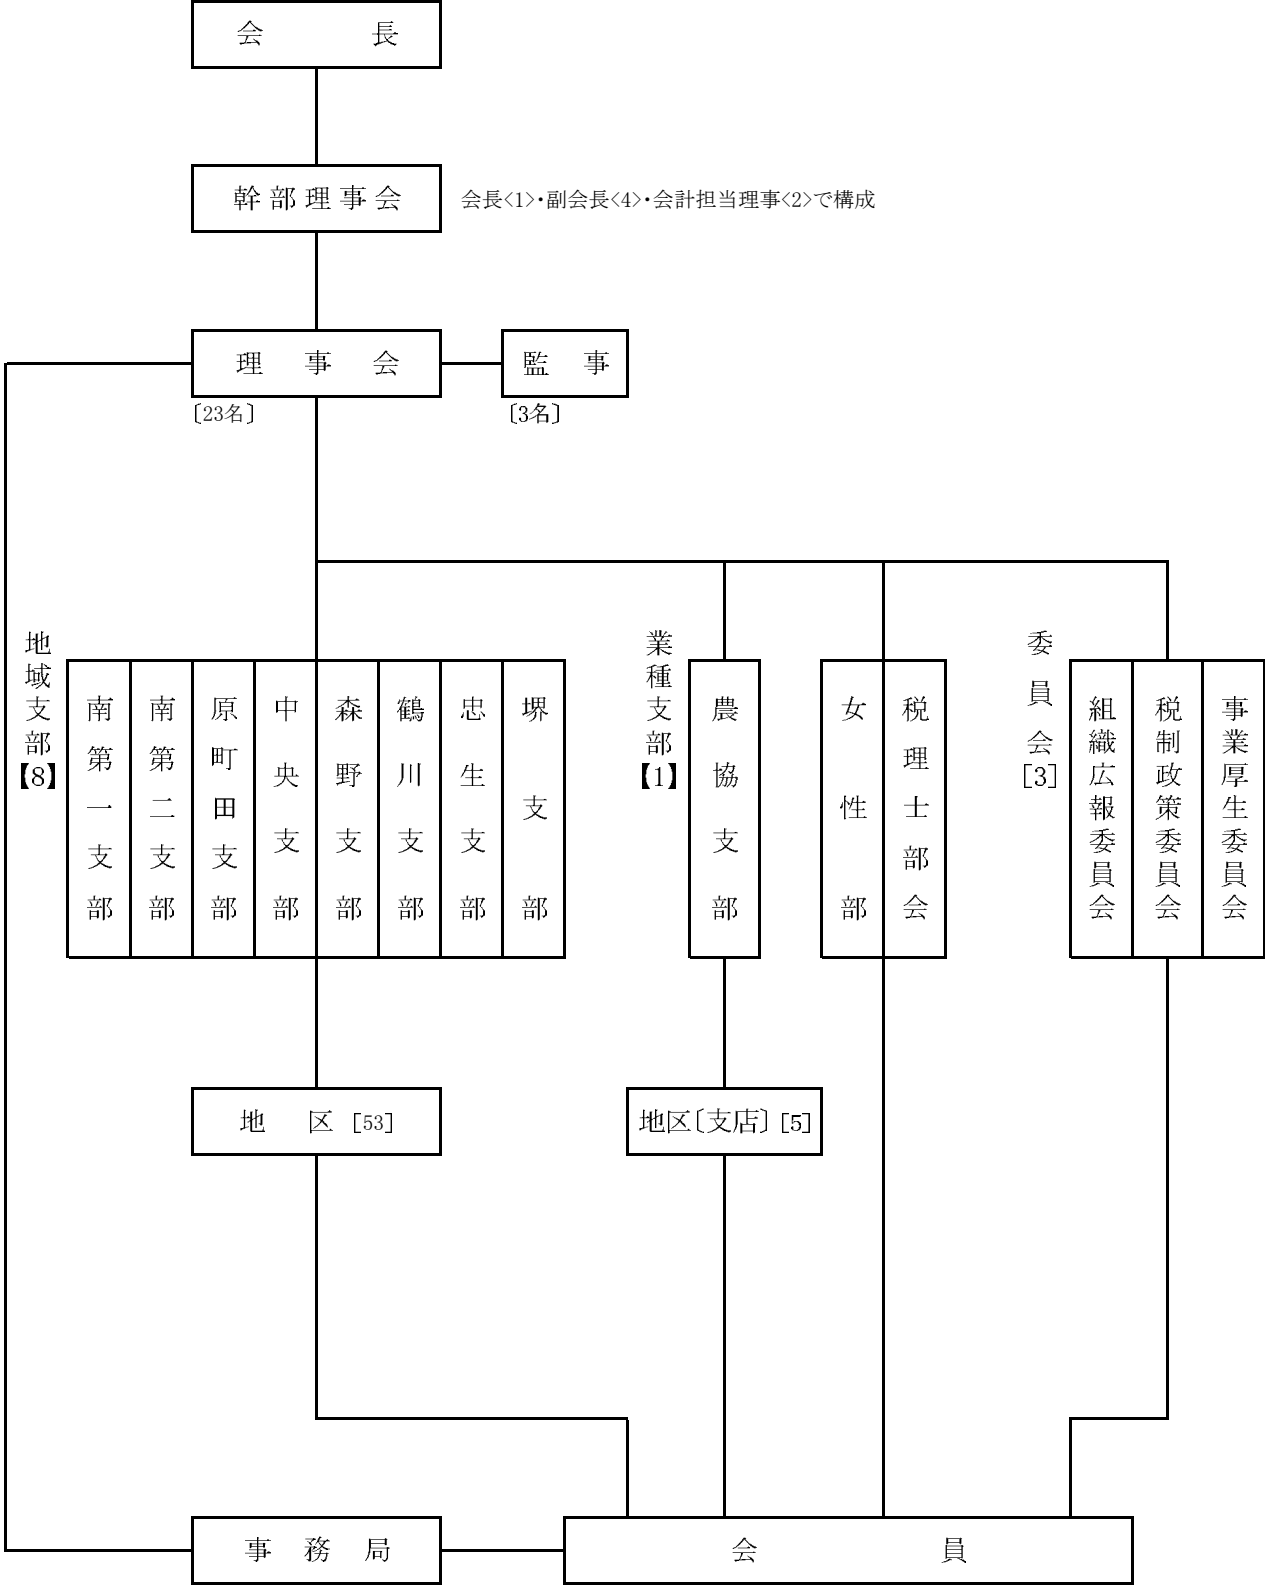 会長
幹部理事会
会長<1>・副会長<4>・会計担当理事<2>で構成
理事会
監事
〔23名〕
〔3名〕
地域支部【8】
南第一支部
南第二支部
原町田支部
中央支部
森野支部
鶴川支部
忠生支部
堺支部
業種支部【1】
農協支部
女性部
税理士部会
委員会[3]
組織広報委員会
税制政策委員会
事業厚生委員会
地区 [53]
地区〔支店〕[5]
事務局
会員